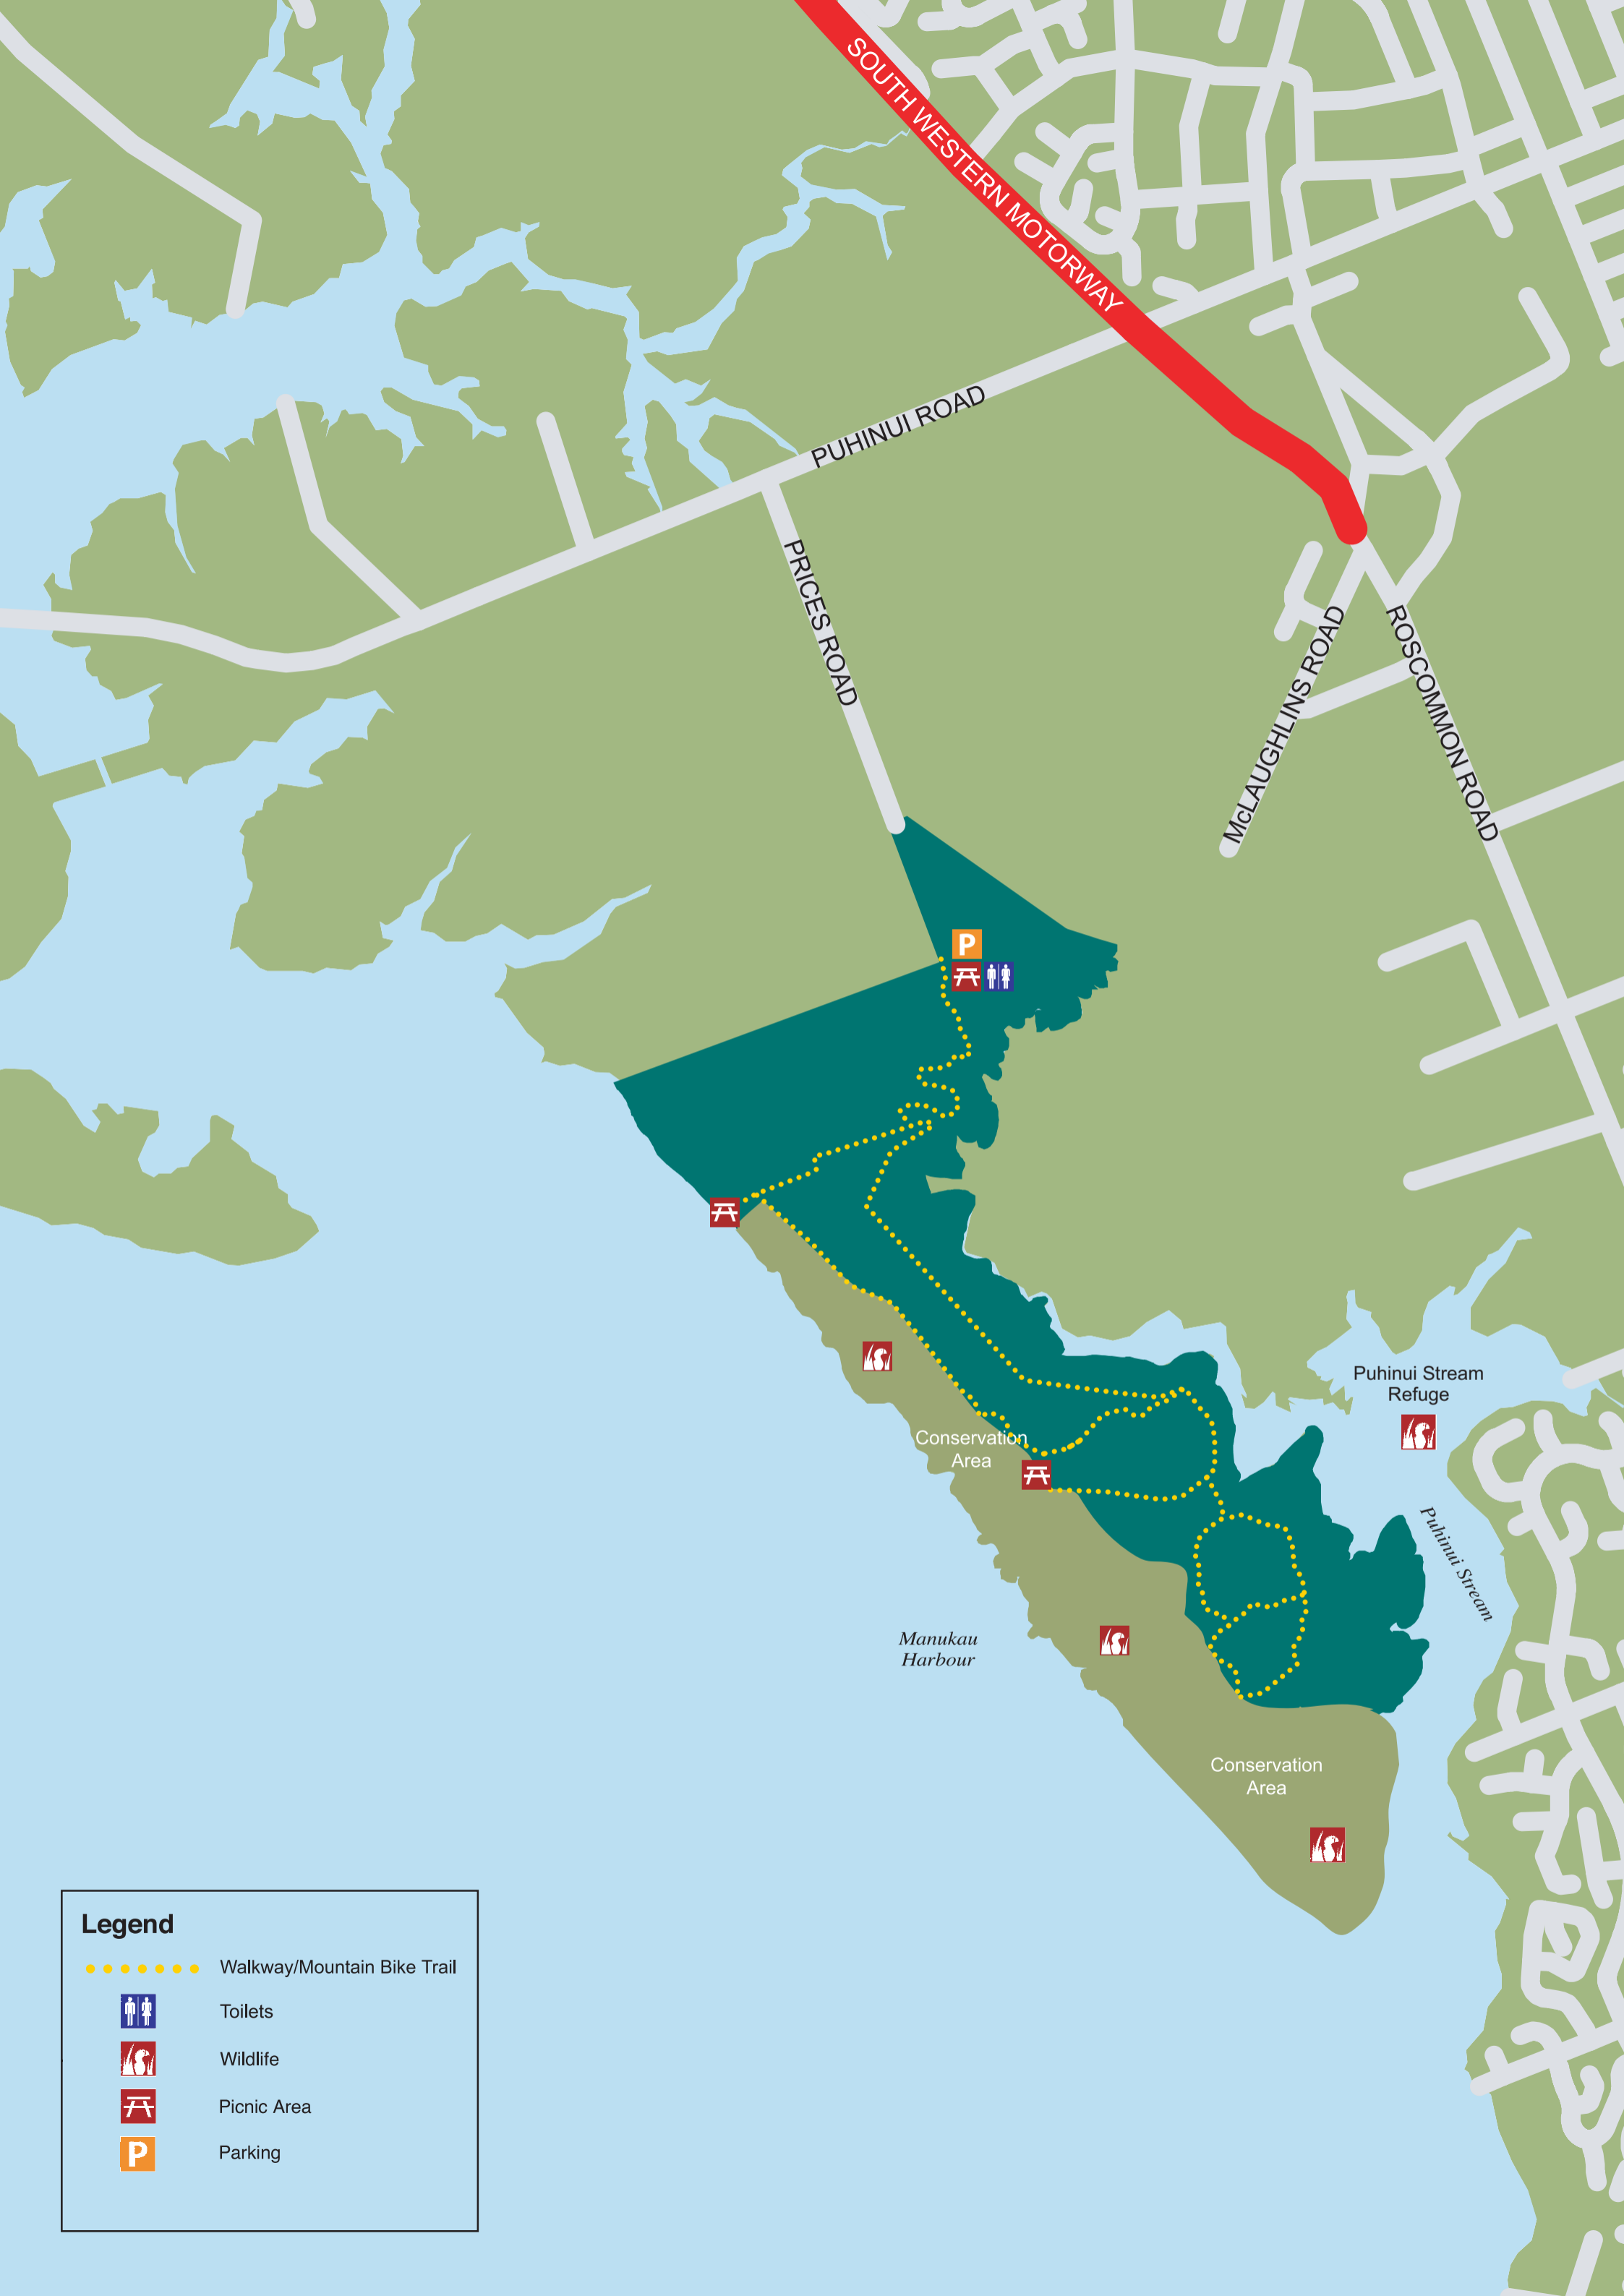 SOUTH WESTERN MOTORWAY
PUHINUI ROAD
PRICES ROAD
McLAUGHLINS ROAD
ROSCOMMON ROAD
P
Puhinui Stream
Refuge
Conservation
Area
Puhinui Stream
Manukau
Harbour
Conservation
Area
Legend
Walkway/Mountain Bike Trail
Toilets
Wildlife
Picnic Area
P
Parking